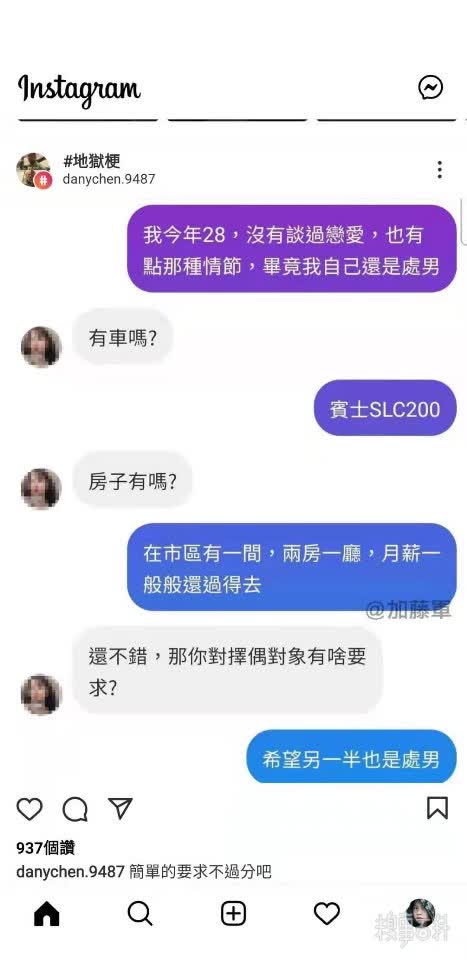 Instagram
#地獄梗
danychen.9487
我今年28，沒有談過戀愛，也有
點那種情節，畢竟我自己還是處男
有車嗎?
賓士SLC200
房子有嗎?
在市區有一間，兩房一廳，月薪一
般般還過得去
@加藤軍
還不錯，那你對擇偶對象有啥要
求?
希望另一半也是處男
937個讚
danychen.9487 簡單的要求不過分吧
糗事百科